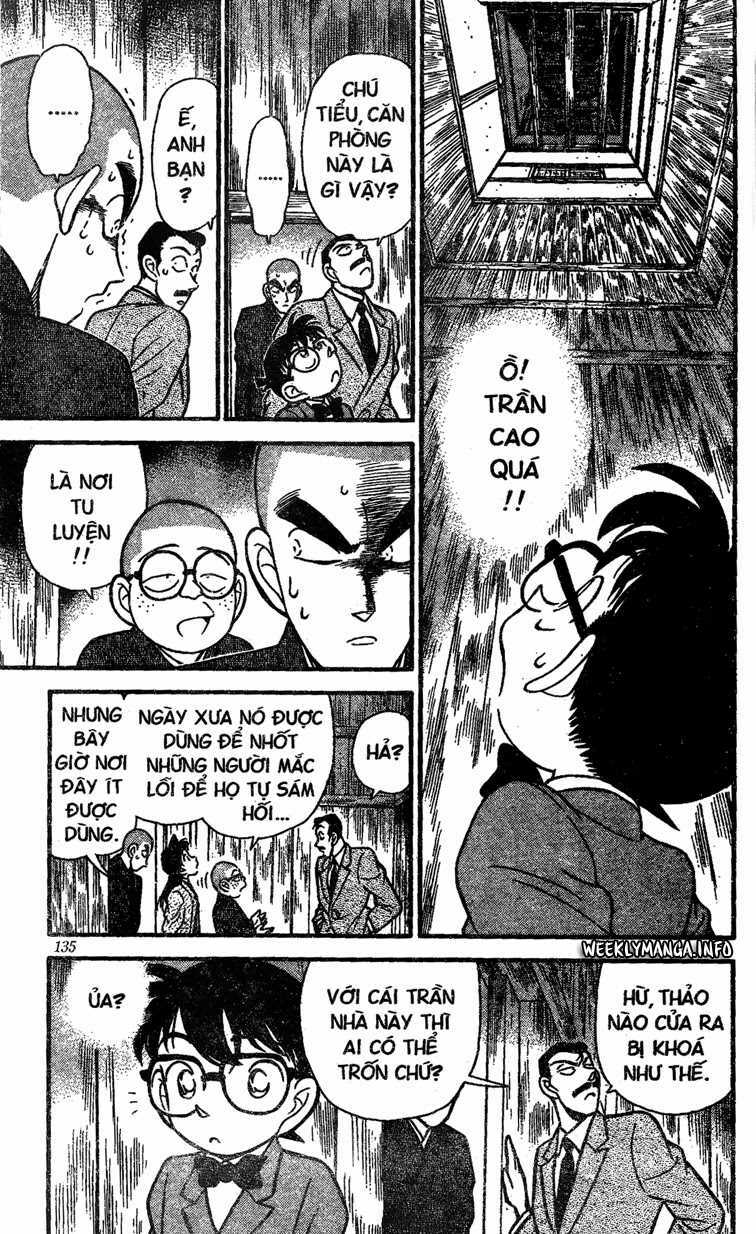 Ồ!
TRẦN
CAO
QUÁ
!!
CHÚ
TIỂU, CĂN
PHÒNG
NÀY LÀ
GÌ VẬY?
......
Ế,
ANH
BẠN
?
......
LÀ NƠI
TU
LUYỆN
!!
HẢ?
NGÀY XƯA NÓ ĐƯỢC
DÙNG ĐỂ NHỐT
NHỮNG NGƯỜI MẮC
LỖI ĐỂ HỌ TỰ SÁM
HỐI...
NHƯNG
BÂY
GIỜ NƠI
ĐÂY ÍT
ĐƯỢC
DÙNG.
135
WEEKLYMANGA.INFO
HỪ, THẢO
NÀO CỬA RA
BỊ KHOÁ
NHƯ THẾ.
VỚI CÁI TRẦN
NHÀ NÀY THÌ
AI CÓ THỂ
TRỐN CHỨ?
ỦA?